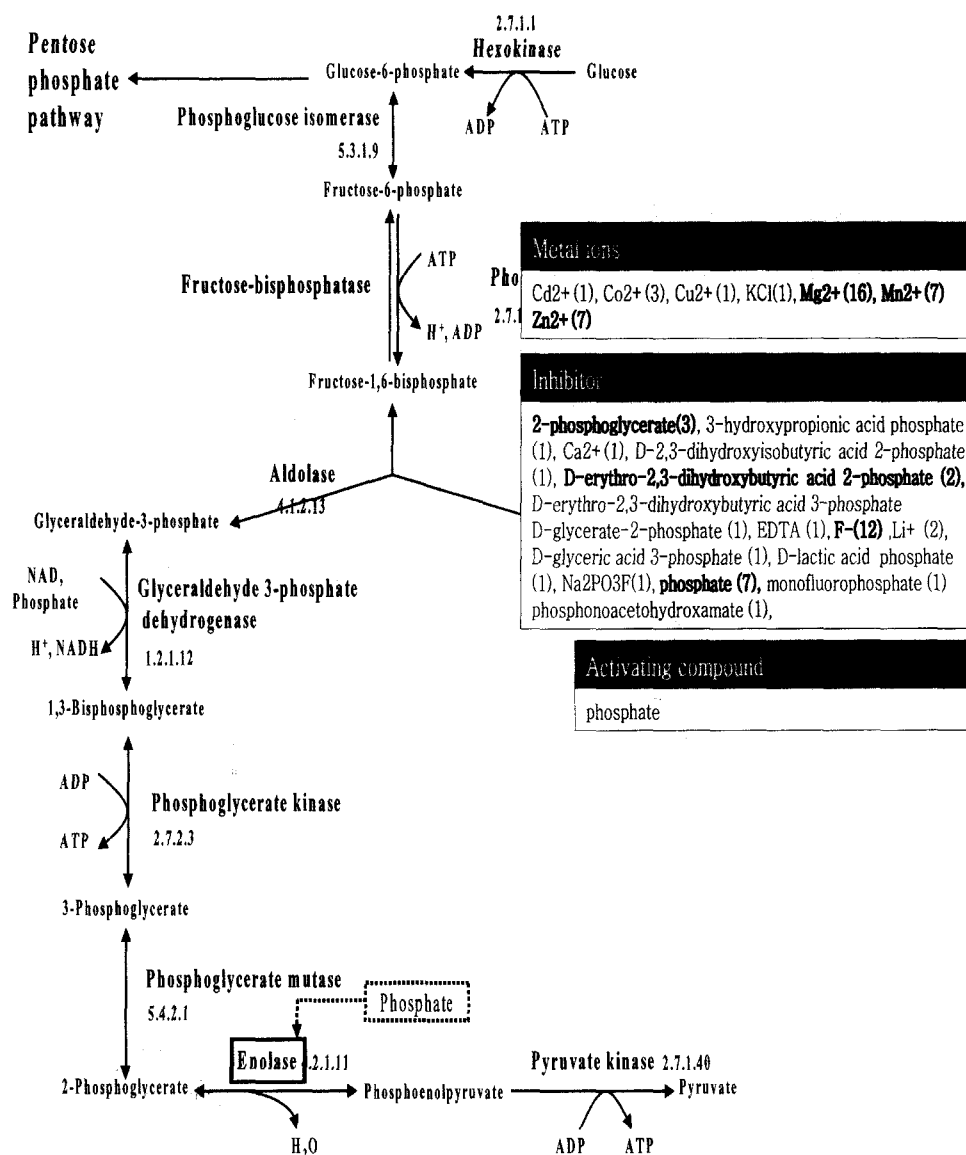 2.7.1.1
Hexokinase
Pentose
phosphate
pathway
Glucose-6-phosphate
Glucose
ADP
ATP
Phosphoglucose isomerase
5.3.1.9
Fructose-6-phosphate
Fructose-bisphosphatase
ATP
H⁺, ADP
Pho
2.7.1
Fructose-1,6-bisphosphate
Metal ions
Cd2+ (1), Co2+ (3), Cu2+ (1), KCl(1), Mg2+ (16), Mn2+ (7)
Zn2+ (7)
Inhibitor
2-phosphoglycerate(3), 3-hydroxypropionic acid phosphate
(1), Ca2+ (1), D-2,3-dihydroxyisobutyric acid 2-phosphate
(1), D-erythro-2,3-dihydroxybutyric acid 2-phosphate (2),
D-erythro-2,3-dihydroxybutyric acid 3-phosphate
D-glycerate-2-phosphate (1), EDTA (1), F-(12) ,Li+ (2),
D-glyceric acid 3-phosphate (1), D-lactic acid phosphate
(1), Na2PO3F(1), phosphate (7), monofluorophosphate (1)
phosphonoacetohydroxamate (1),
Activating compound
phosphate
Aldolase
4.1.2.13
Glyceraldehyde-3-phosphate
NAD,
Phosphate
H⁺, NADH
Glyceraldehyde 3-phosphate
dehydrogenase
1.2.1.12
1,3-Bisphosphoglycerate
ADP
ATP
Phosphoglycerate kinase
2.7.2.3
3-Phosphoglycerate
Phosphoglycerate mutase
5.4.2.1
Phosphate
Enolase .2.1.11
2-Phosphoglycerate
H₂O
Phosphoenolpyruvate
Pyruvate kinase 2.7.1.40
Pyruvate
ADP
ATP